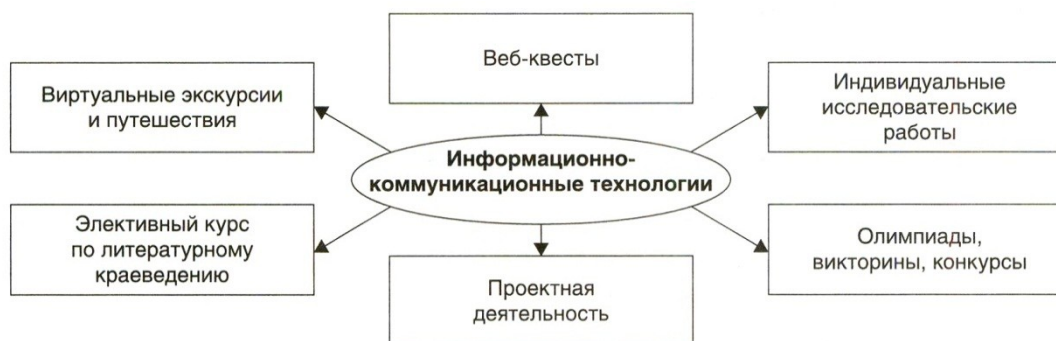 Веб-квесты
Виртуальные экскурсии
и путешествия
Индивидуальные
исследовательские
работы
Информационно-
коммуникационные технологии
Элективный курс
по литературному
краеведению
Олимпиады,
викторины, конкурсы
Проектная
деятельность